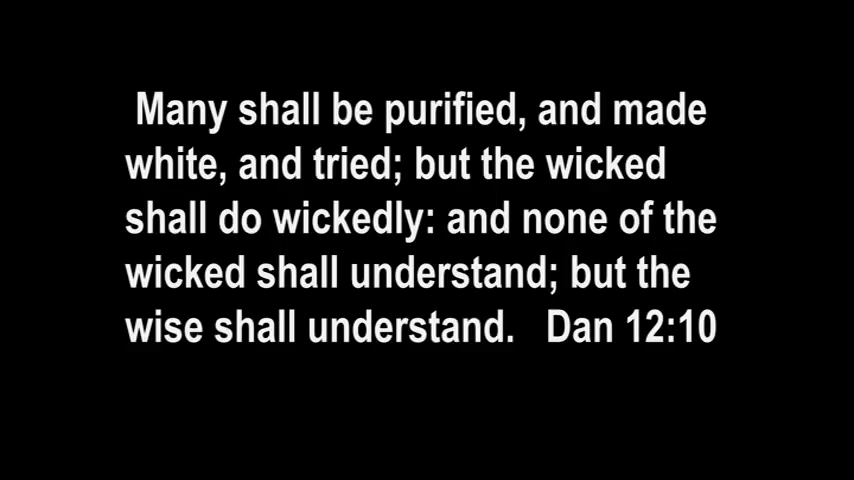 Many shall be purified, and made
white, and tried; but the wicked
shall do wickedly: and none of the
wicked shall understand; but the
wise shall understand. Dan 12:10